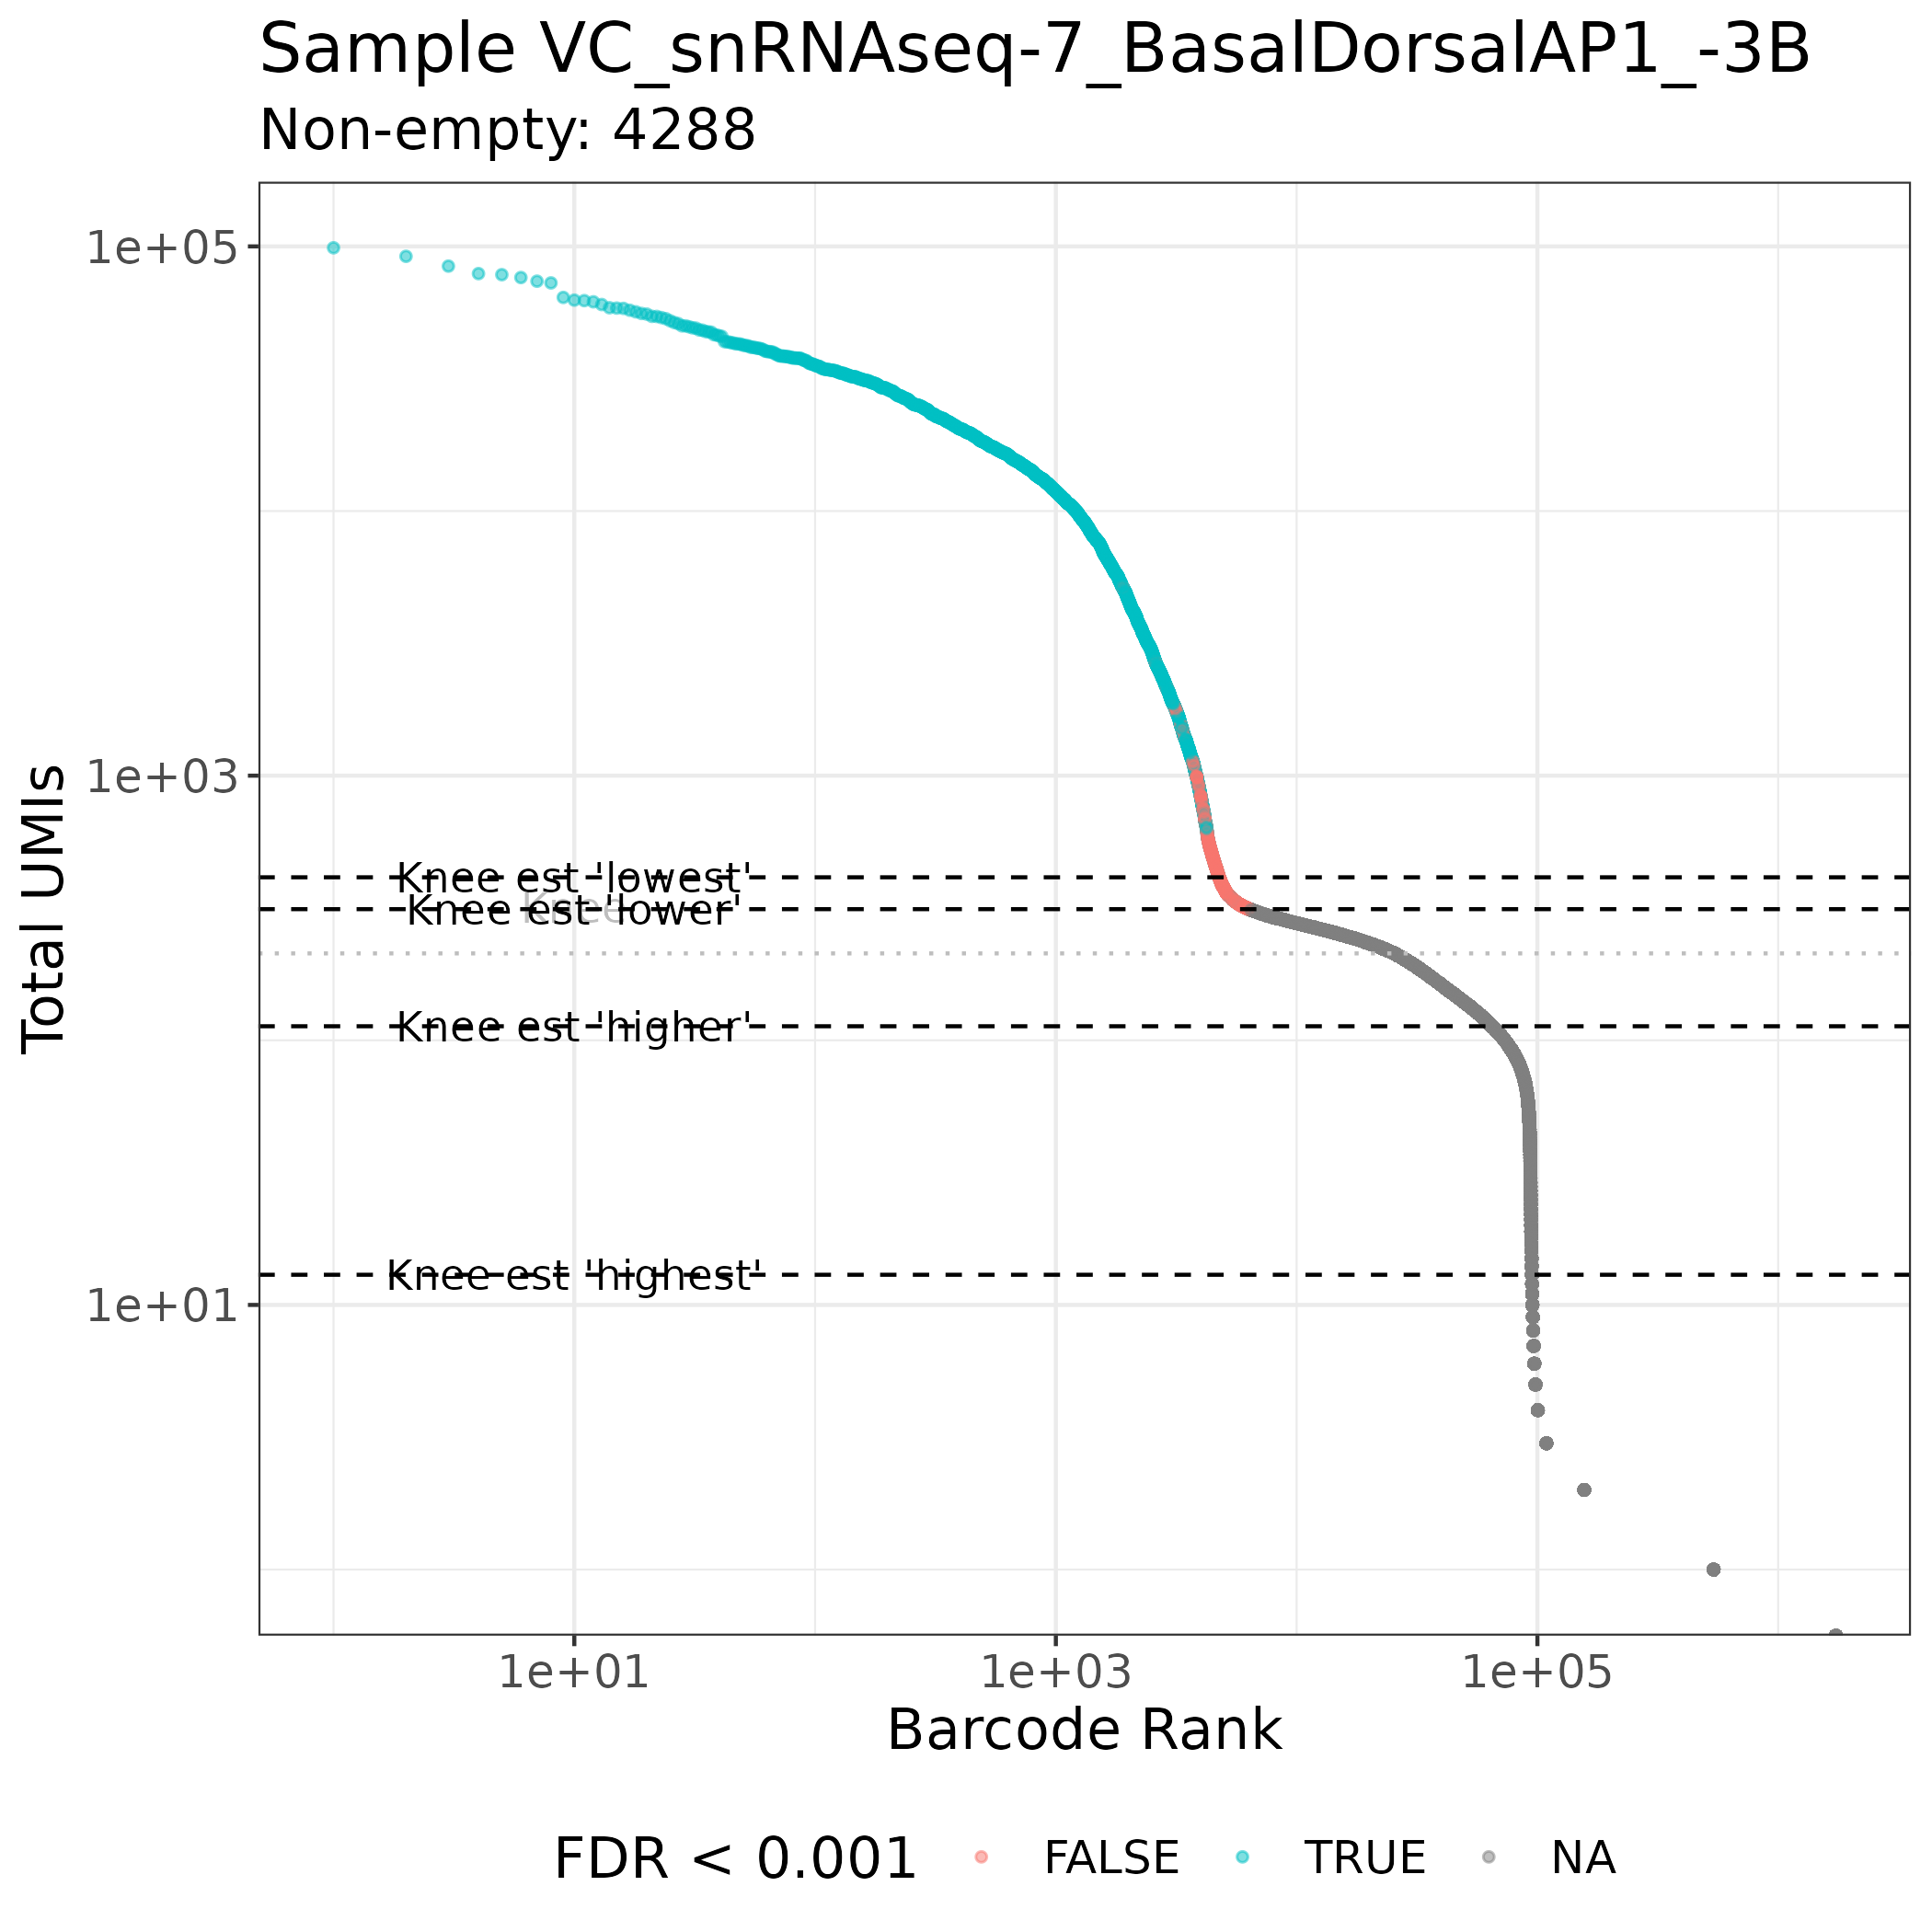 Sample VC_snRNAseq-7_BasalDorsalAP1_-3B
Non-empty: 4288
Total UMIs
1e+05
1e+03
1e+01
Knee est 'lowest'
Knee
Knee est 'lower'
Knee est 'higher'
Knee est 'highest'
1e+01 1e+03 1e+05
Barcode Rank
FDR < 0.001 FALSE TRUE NA